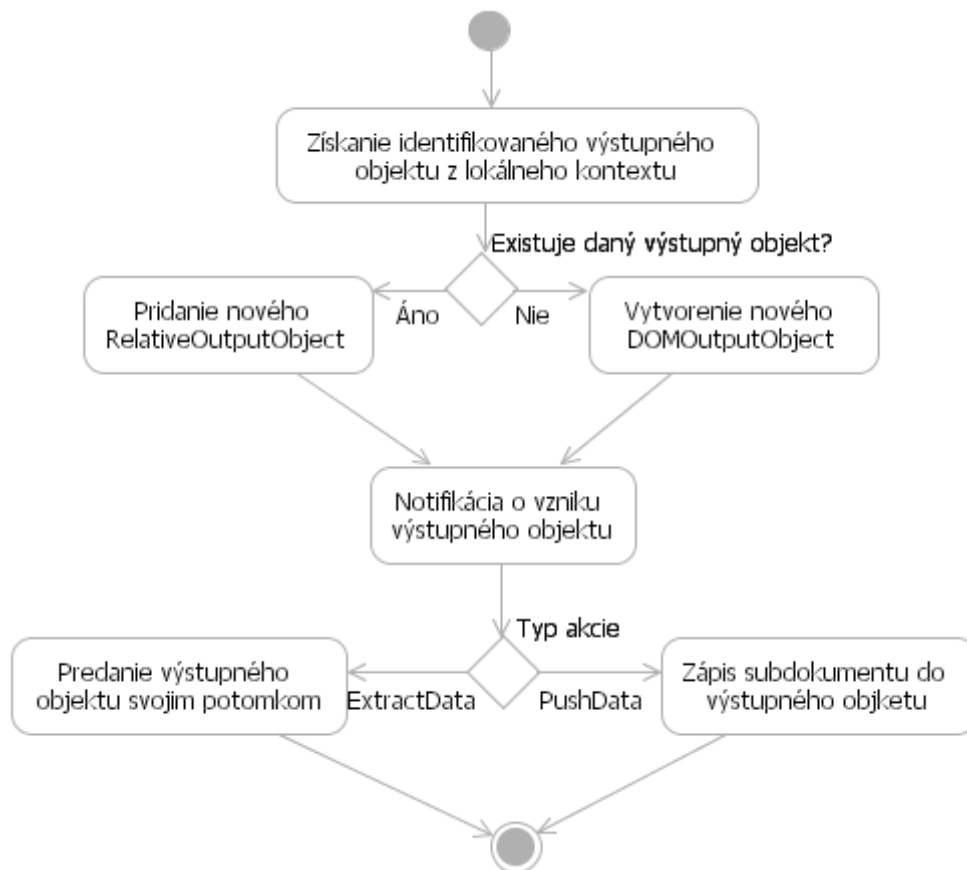 Získanie identifikovaného výstupného
objektu z lokálneho kontextu
Existuje daný výstupný objekt?
Pridanie nového
RelativeOutputObject
Áno
Nie
Vytvorenie nového
DOMOutputObject
Notifikácia o vzniku
výstupného objektu
Typ akcie
Predanie výstupného
objektu svojim potomkom
ExtractData
PushData
Zápis subdokumentu do
výstupného objketu